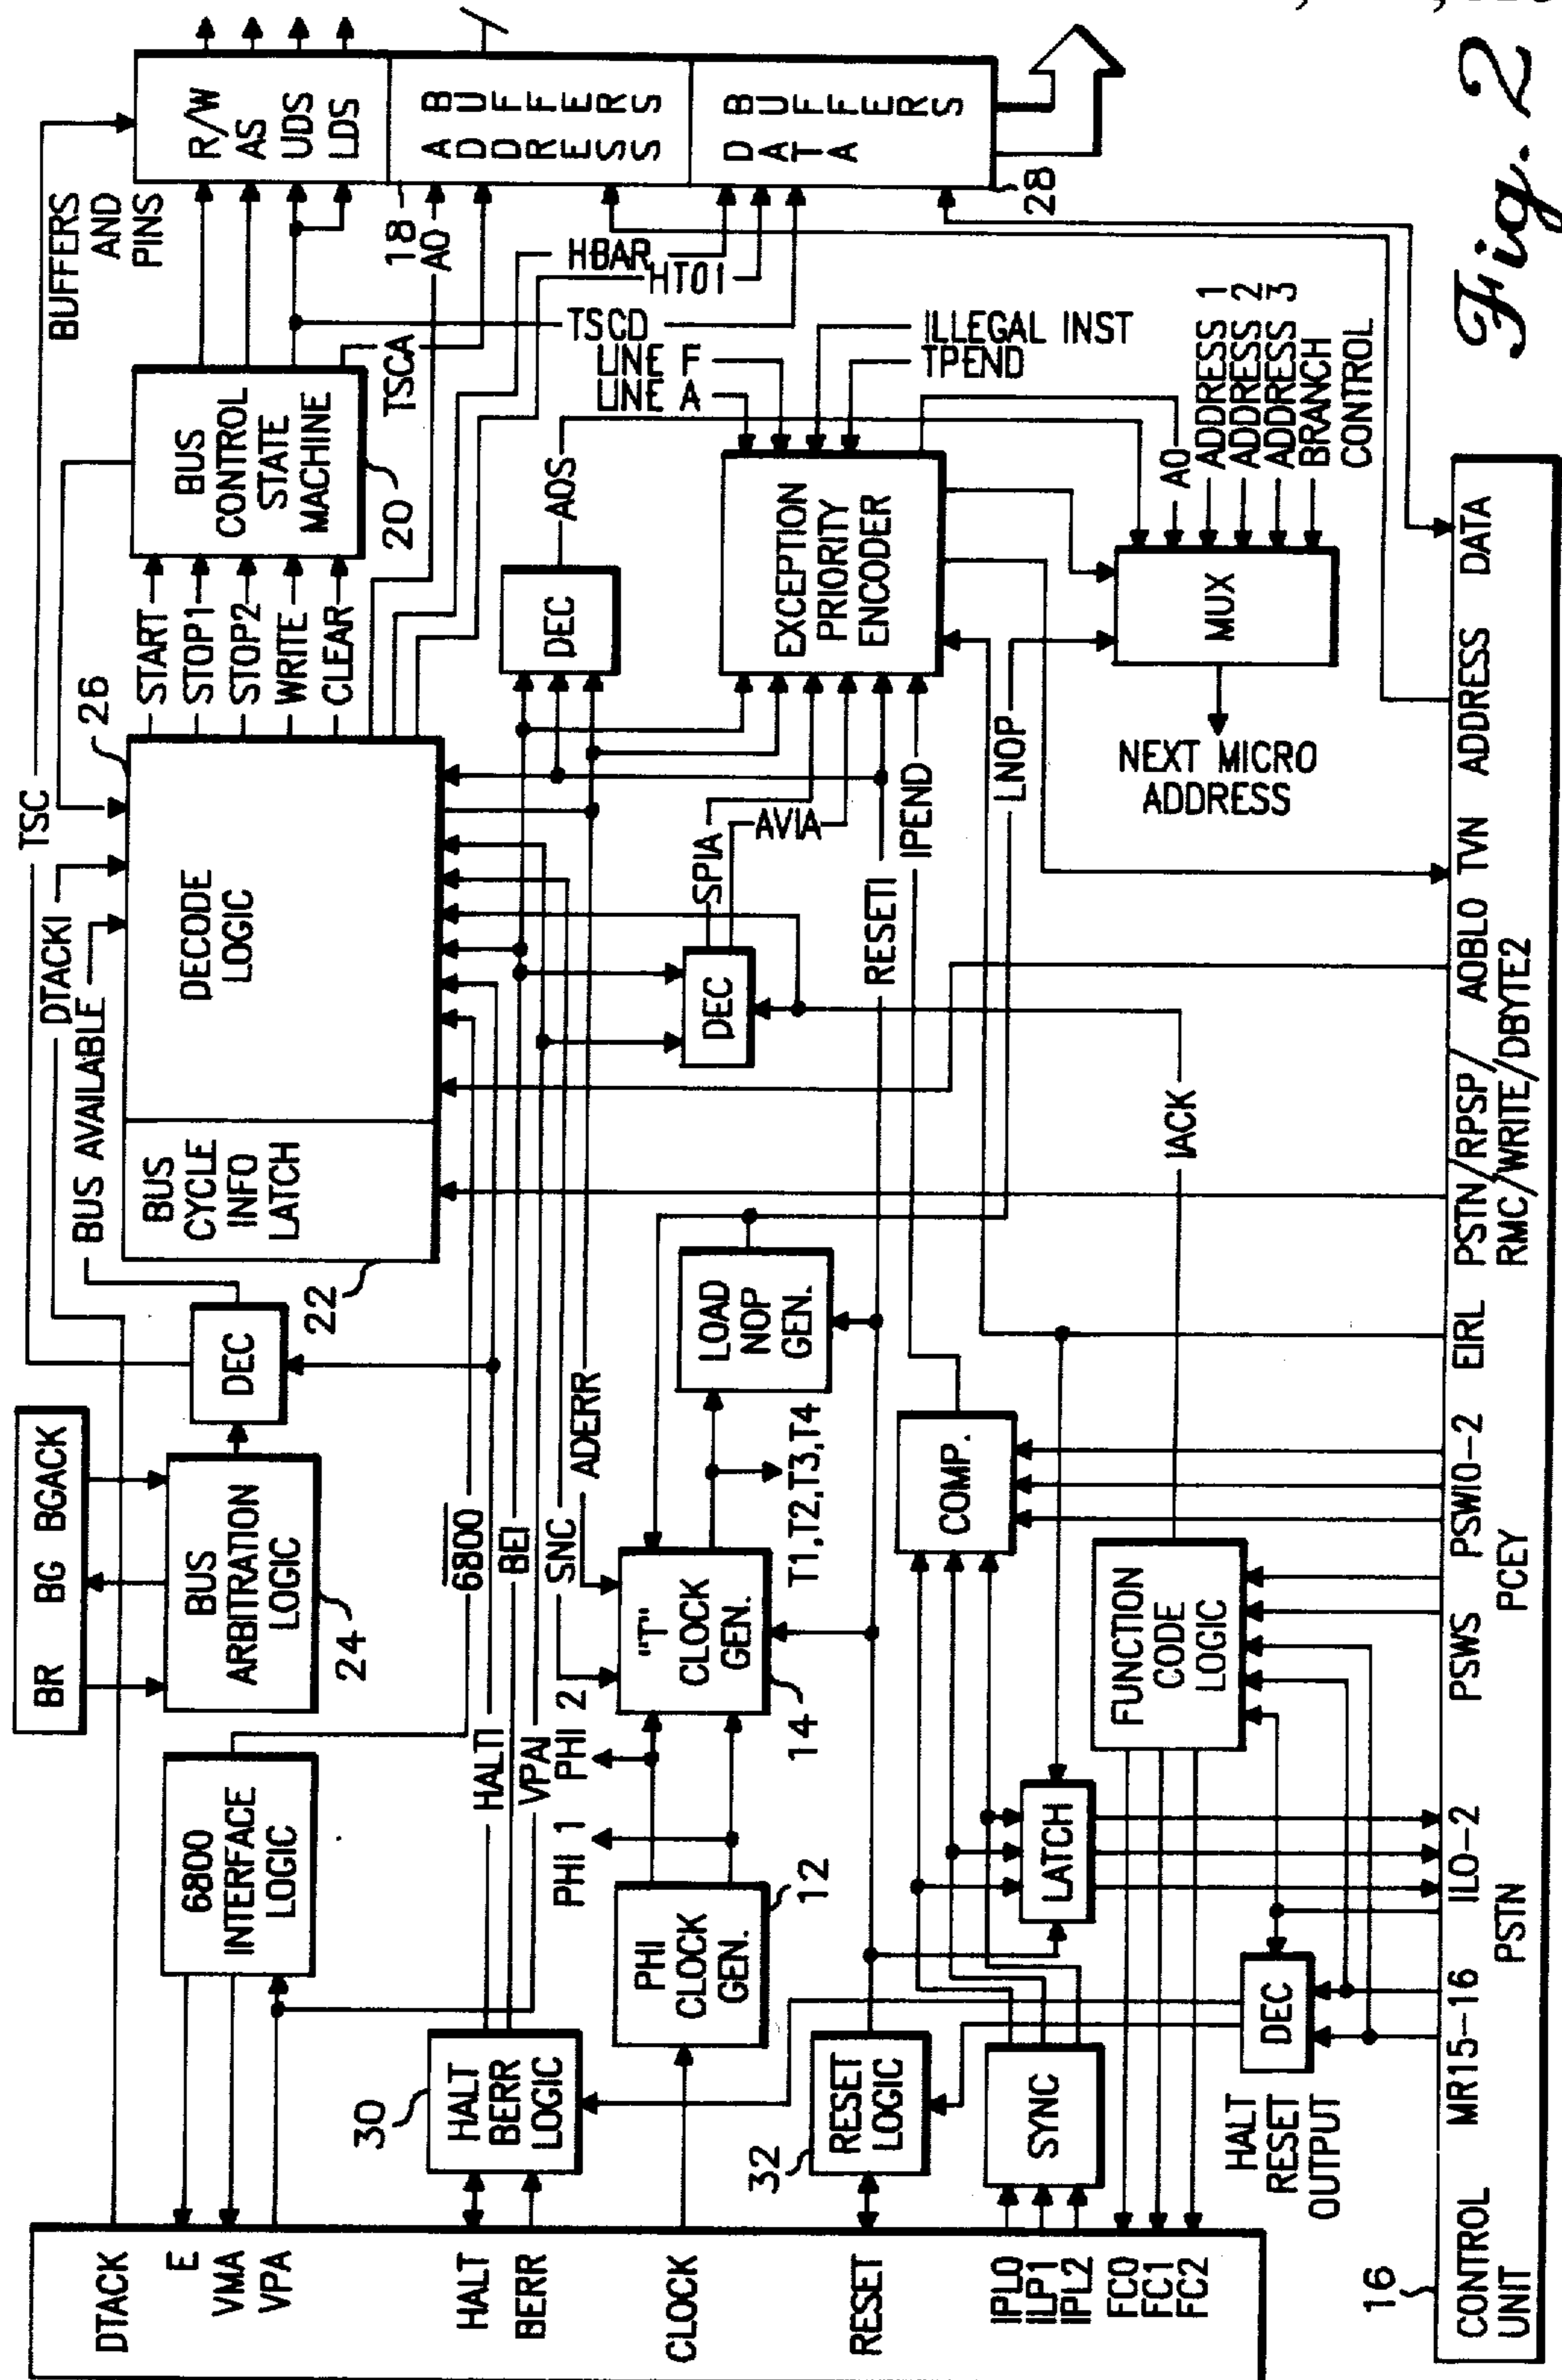 BUFFERS
AND
PINS
R/W
AS
UDS
LDS
ADDRESS
BUFFERS
DATA
BUFFERS
18
A0
28
HBAR
HT01
TSCD
TSCA
BUS
CONTROL
STATE
MACHINE
20
START
STOP1
STOP2
WRITE
CLEAR
26
TSC
DTACKI
BUS AVAILABLE
DECODE
LOGIC
BUS
CYCLE
INFO
LATCH
22
DEC
BR BG BGACK
BUS
ARBITRATION
LOGIC
24
6800
INTERFACE
LOGIC
6800
HALTI
BEI
VPAI
SNC
ADERR
DEC
AOS
LINE F
LINE A
ILLEGAL INST
TPEND
EXCEPTION
PRIORITY
ENCODER
A0
ADDRESS 1
ADDRESS 2
ADDRESS 3
BRANCH
CONTROL
MUX
NEXT MICRO
ADDRESS
LNOP
IPEND
RESETI
SPIA
AVIA
DEC
IACK
LOAD
NOP
GEN.
T1,T2,T3,T4
"T"
CLOCK
GEN.
14
PHI 2
PHI 1
PHI
CLOCK
GEN.
12
COMP.
FUNCTION
CODE
LOGIC
LATCH
30
HALT
BERR
LOGIC
32
RESET
LOGIC
SYNC
DEC
HALT
RESET
OUTPUT
DTACK
E
VMA
VPA
HALT
BERR
CLOCK
RESET
IPL0
ILP1
IPL2
FC0
FC1
FC2
16
CONTROL
UNIT
MR15-16
PSTN
IL0-2
PSWS
PCEY
PSWI0-2
EIRL
PSTN/RPSP/
RMC/WRITE/DBYTE2
AOBLO
TVN
ADDRESS
DATA
Fig. 2